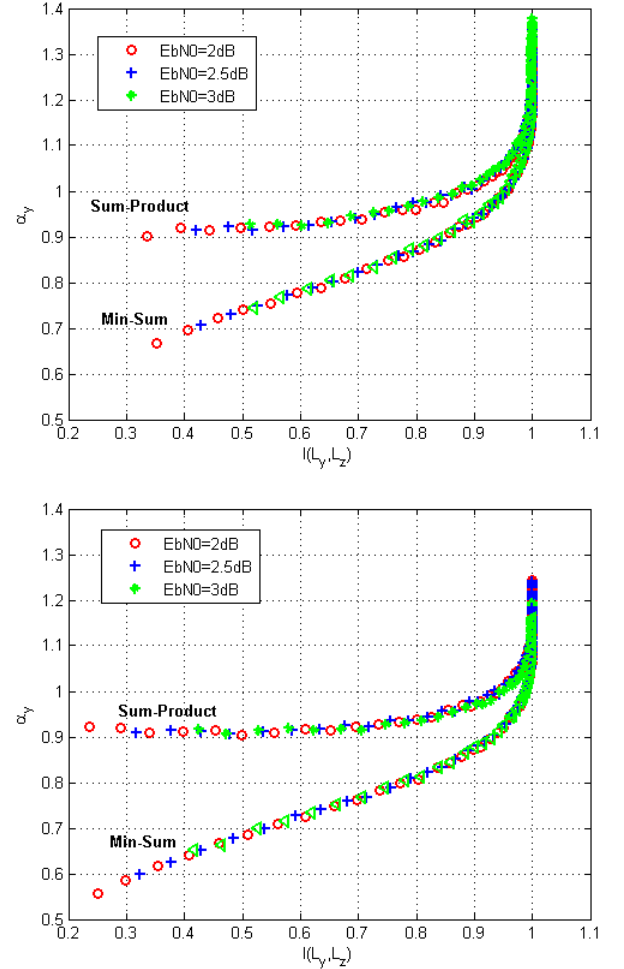 1.4
1.3
1.2
1.1
1
0.9
0.8
0.7
0.6
0.5
α_y
EbN0=2dB
EbN0=2.5dB
EbN0=3dB
Sum-Product
Min-Sum
0.2 0.3 0.4 0.5 0.6 0.7 0.8 0.9 1 1.1
I(L_y,L_z)
1.4
1.3
1.2
1.1
1
0.9
0.8
0.7
0.6
0.5
α_y
EbN0=2dB
EbN0=2.5dB
EbN0=3dB
Sum-Product
Min-Sum
0.2 0.3 0.4 0.5 0.6 0.7 0.8 0.9 1 1.1
I(L_y,L_z)